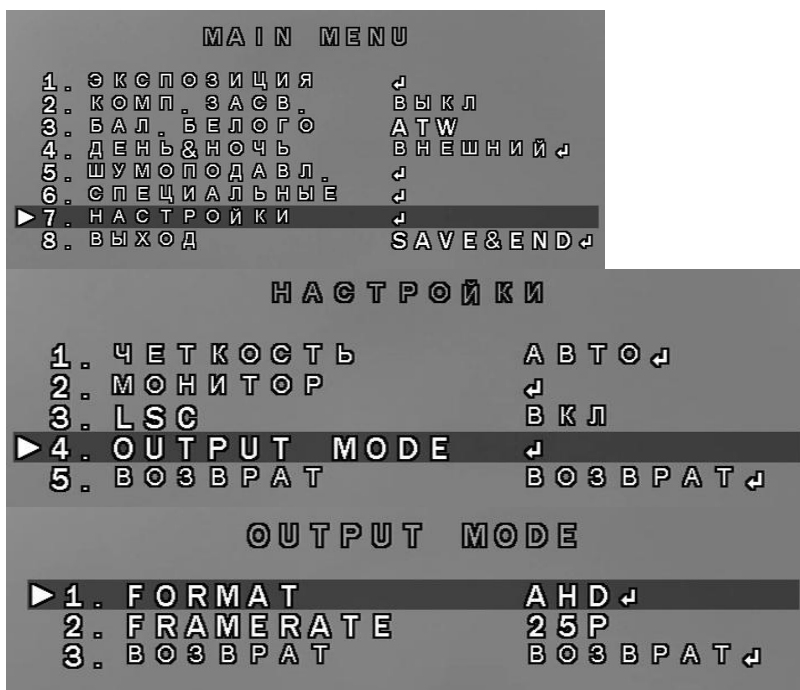 MAIN MENU
1. ЭКСПОЗИЦИЯ ↲
2. КОМП. ЗАСВ. ВЫКЛ
3. БАЛ. БЕЛОГО ATW
4. ДЕНЬ&НОЧЬ ВНЕШНИЙ↲
5. ШУМОПОДАВЛ. ↲
6. СПЕЦИАЛЬНЫЕ ↲
▶7. НАСТРОЙКИ ↲
8. ВЫХОД SAVE&END↲
НАСТРОЙКИ
1. ЧЕТКОСТЬ АВТО↲
2. МОНИТОР ↲
3. LSC ВКЛ
▶4. OUTPUT MODE ↲
5. ВОЗВРАТ ВОЗВРАТ↲
OUTPUT MODE
▶1. FORMAT AHD↲
2. FRAMERATE 25P
3. ВОЗВРАТ ВОЗВРАТ↲